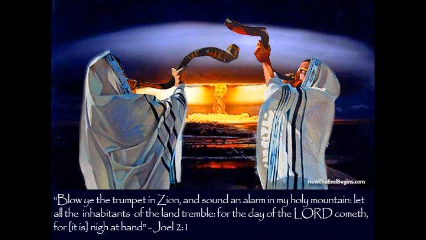 NowTheEndBegins.com
"Blow ye the trumpet in Zion, and sound an alarm in my holy mountain: let
all the inhabitants of the land tremble: for the day of the LORD cometh,
for [it is] nigh at hand" - Joel 2:1